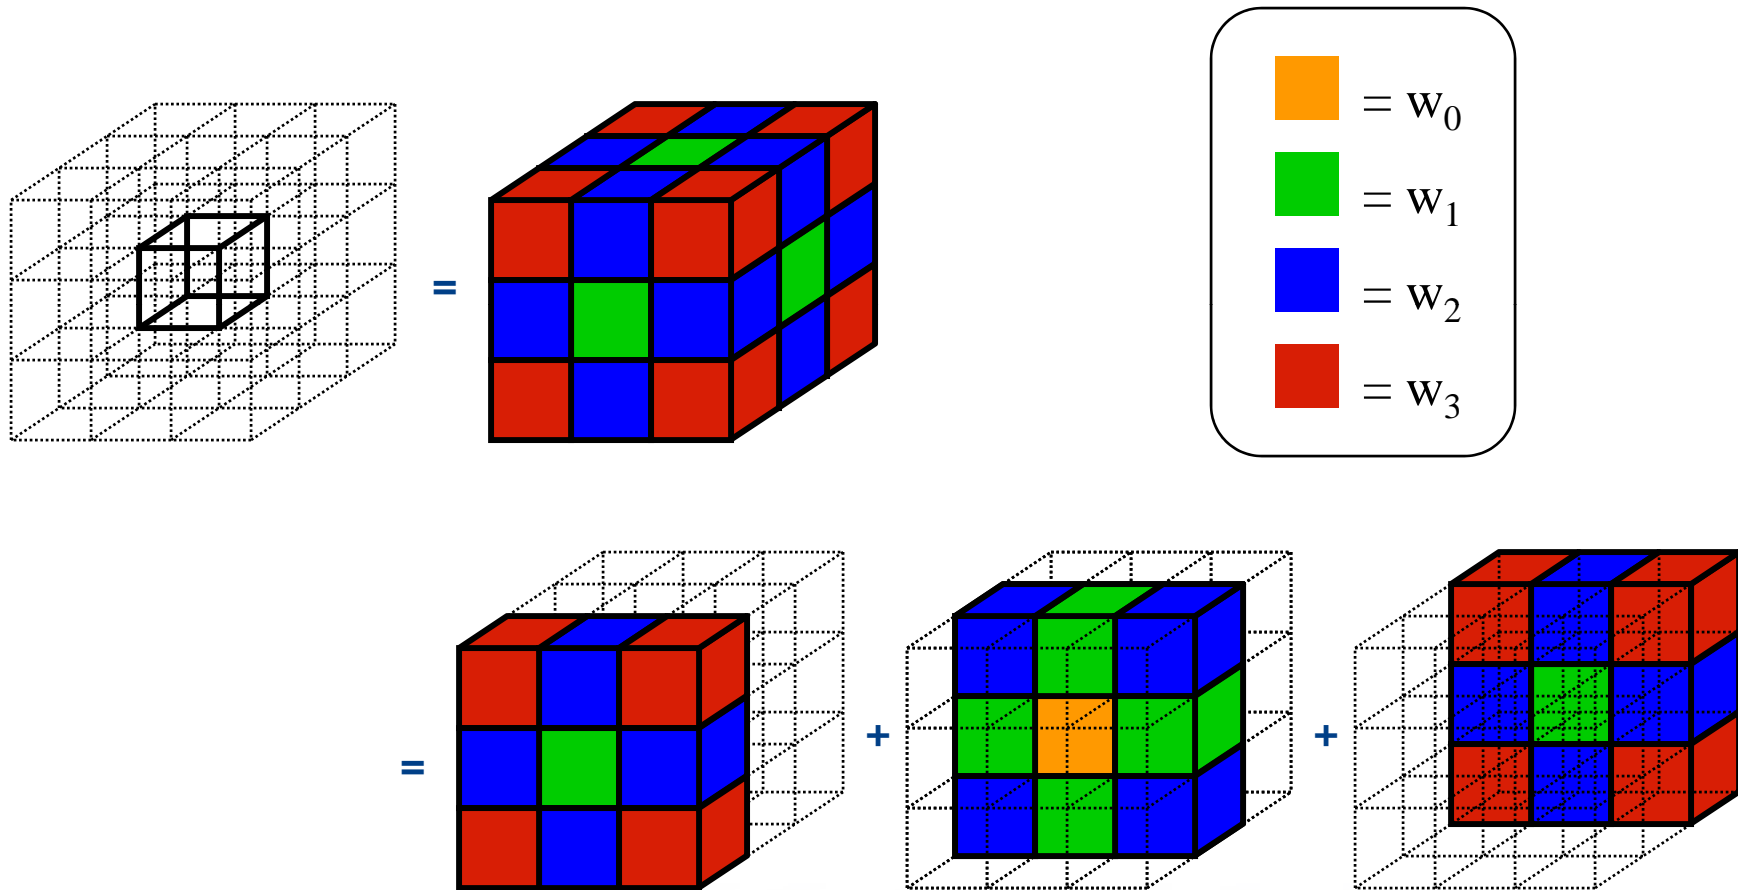 = w0
= w1
= w2
= w3
=
= + +